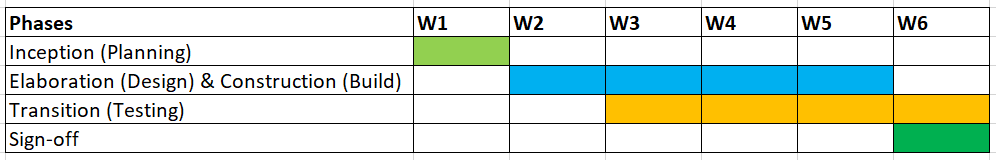 Phases W1 W2 W3 W4 W5 W6
Inception (Planning)
Elaboration (Design) & Construction (Build)
Transition (Testing)
Sign-off